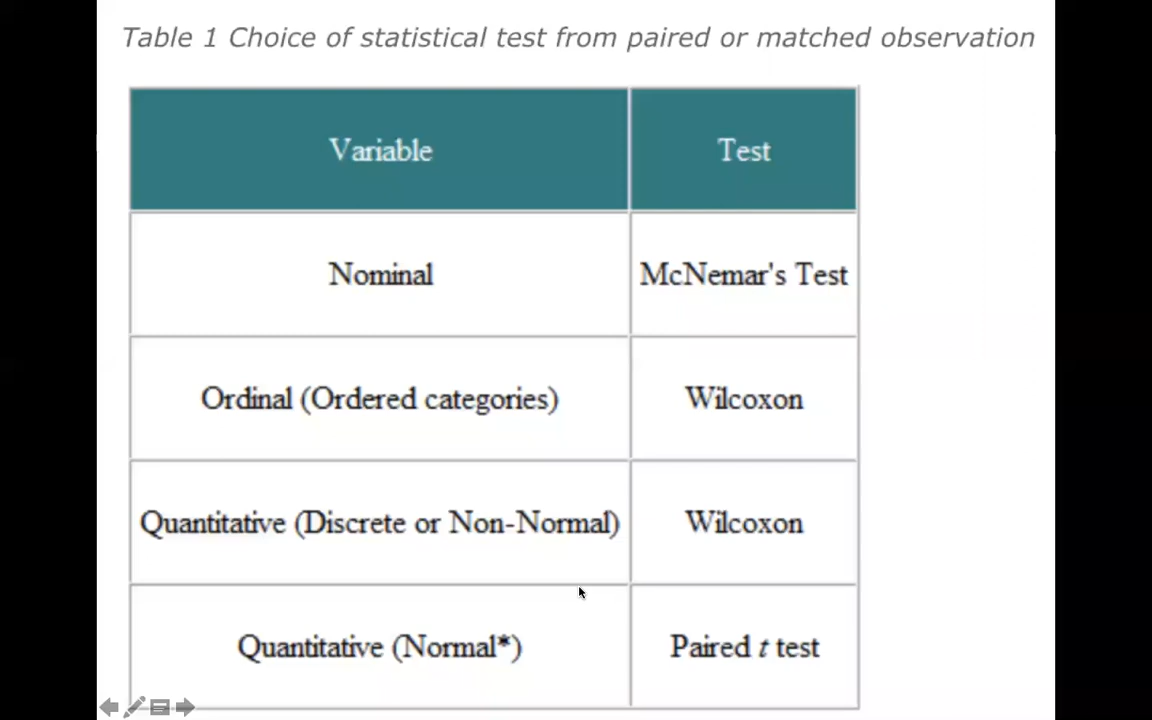 Table 1 Choice of statistical test from paired or matched observation
Variable Test
Nominal McNemar's Test
Ordinal (Ordered categories) Wilcoxon
Quantitative (Discrete or Non-Normal) Wilcoxon
Quantitative (Normal*) Paired t test